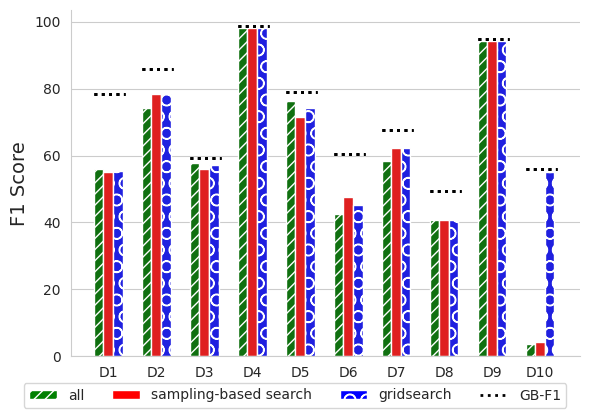 100
80
60
40
20
0
F1 Score
D1 D2 D3 D4 D5 D6 D7 D8 D9 D10
all sampling-based search gridsearch GB-F1